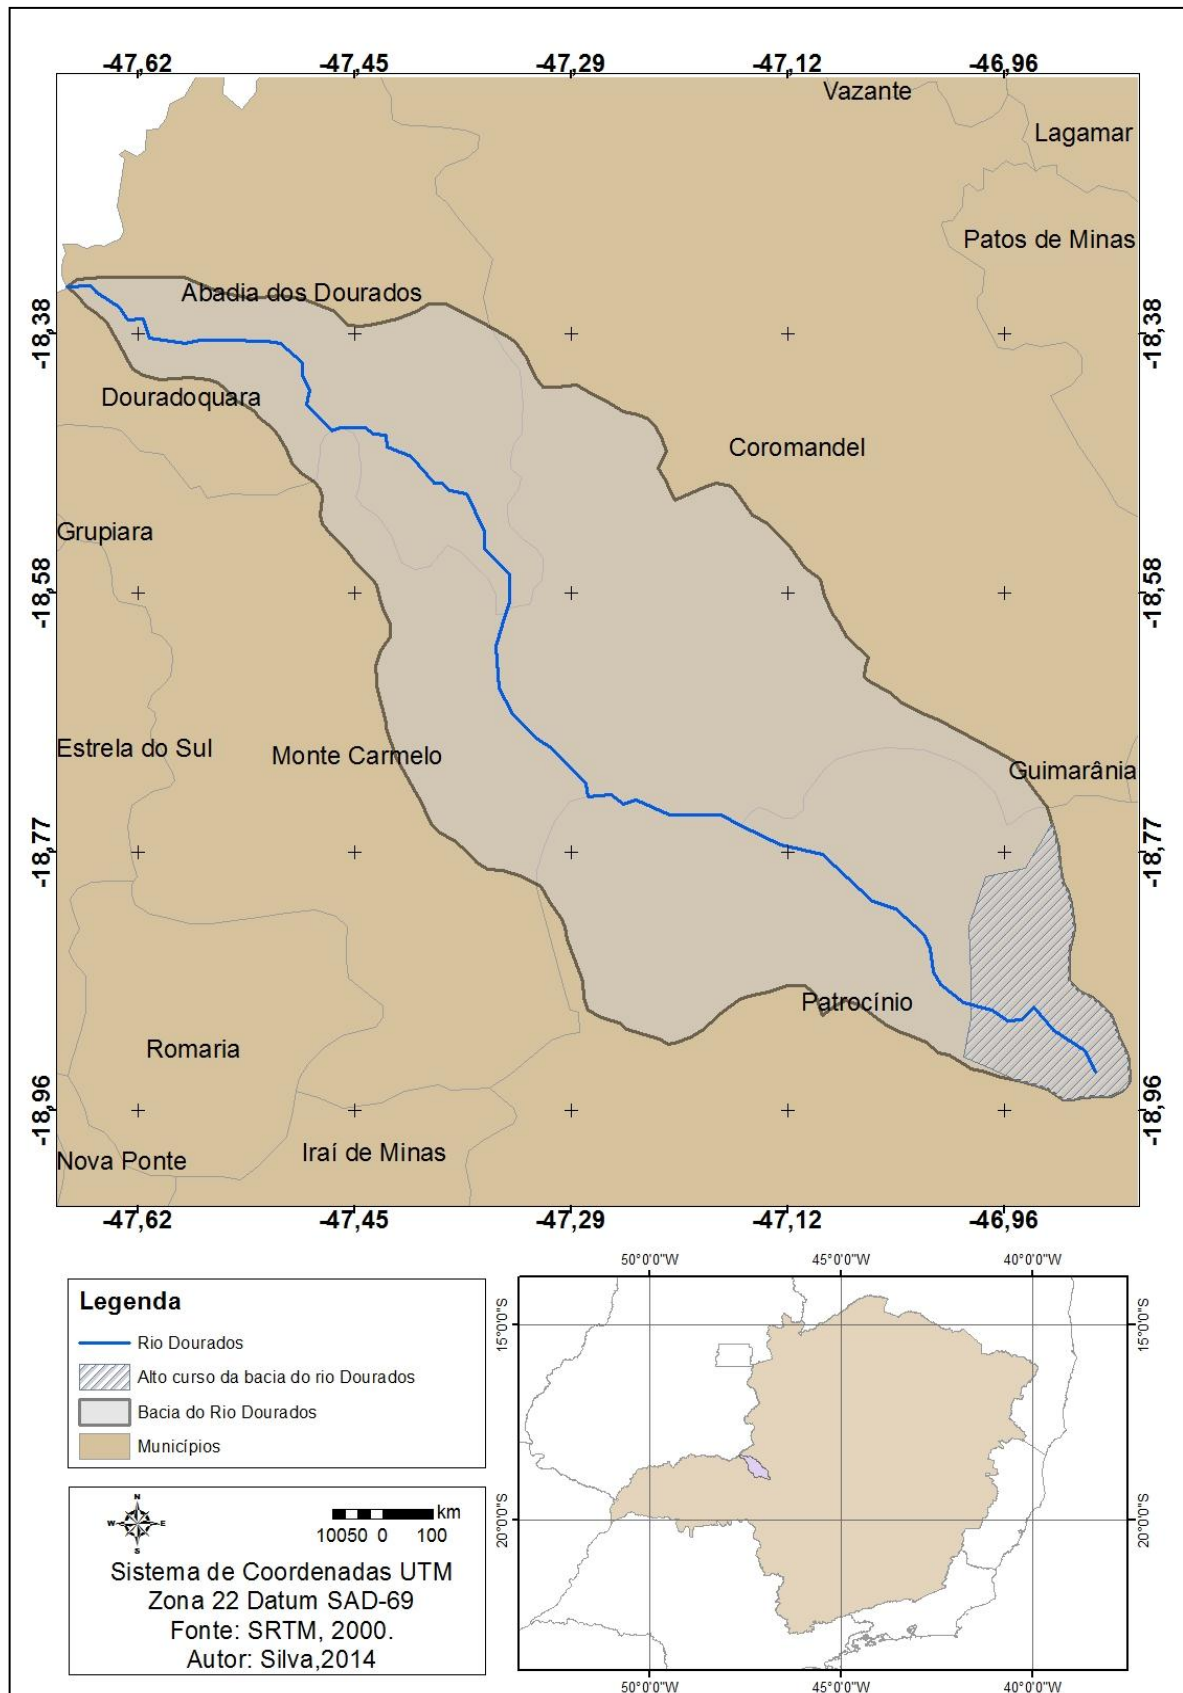 -47,62 -47,45 -47,29 -47,12 -46,96
Vazante
Lagamar
Patos de Minas
Abadia dos Dourados
-18,38 -18,38
Douradoquara
Coromandel
Grupiara
-18,58 -18,58
Estrela do Sul
Monte Carmelo
Guimarânia
-18,77 -18,77
Patrocínio
Romaria
-18,96 -18,96
Iraí de Minas
Nova Ponte
-47,62 -47,45 -47,29 -47,12 -46,96
Legenda
Rio Dourados
Alto curso da bacia do rio Dourados
Bacia do Rio Dourados
Municípios
N
W E
S
km
10050 0 100
Sistema de Coordenadas UTM
Zona 22 Datum SAD-69
Fonte: SRTM, 2000.
Autor: Silva,2014
50°0'0"W 45°0'0"W 40°0'0"W
15°0'0"S 15°0'0"S
20°0'0"S 20°0'0"S
50°0'0"W 45°0'0"W 40°0'0"W